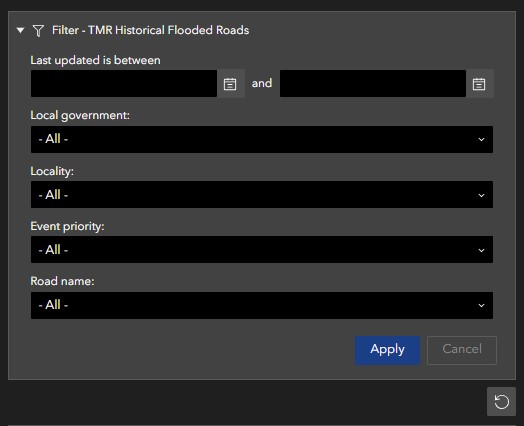 Filter - TMR Historical Flooded Roads
Last updated is between
and
Local government:
- All -
Locality:
- All -
Event priority:
- All -
Road name:
- All -
Apply Cancel